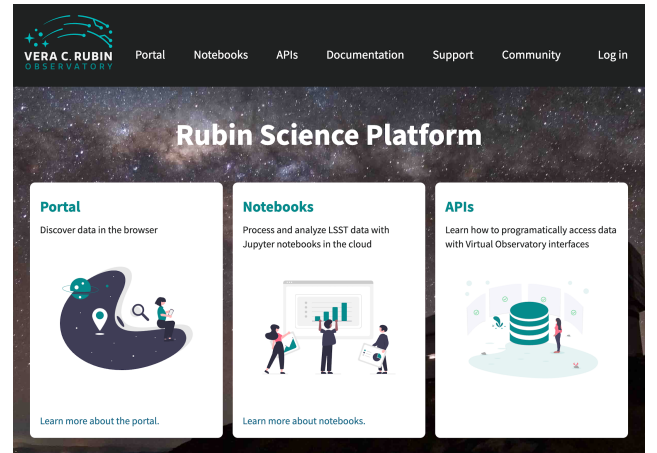 VERA C. RUBIN
OBSERVATORY
Portal
Notebooks
APIs
Documentation
Support
Community
Log in
Rubin Science Platform
Portal
Discover data in the browser
Learn more about the portal.
Notebooks
Process and analyze LSST data with
Jupyter notebooks in the cloud
Learn more about notebooks.
APIs
Learn how to programatically access data
with Virtual Observatory interfaces